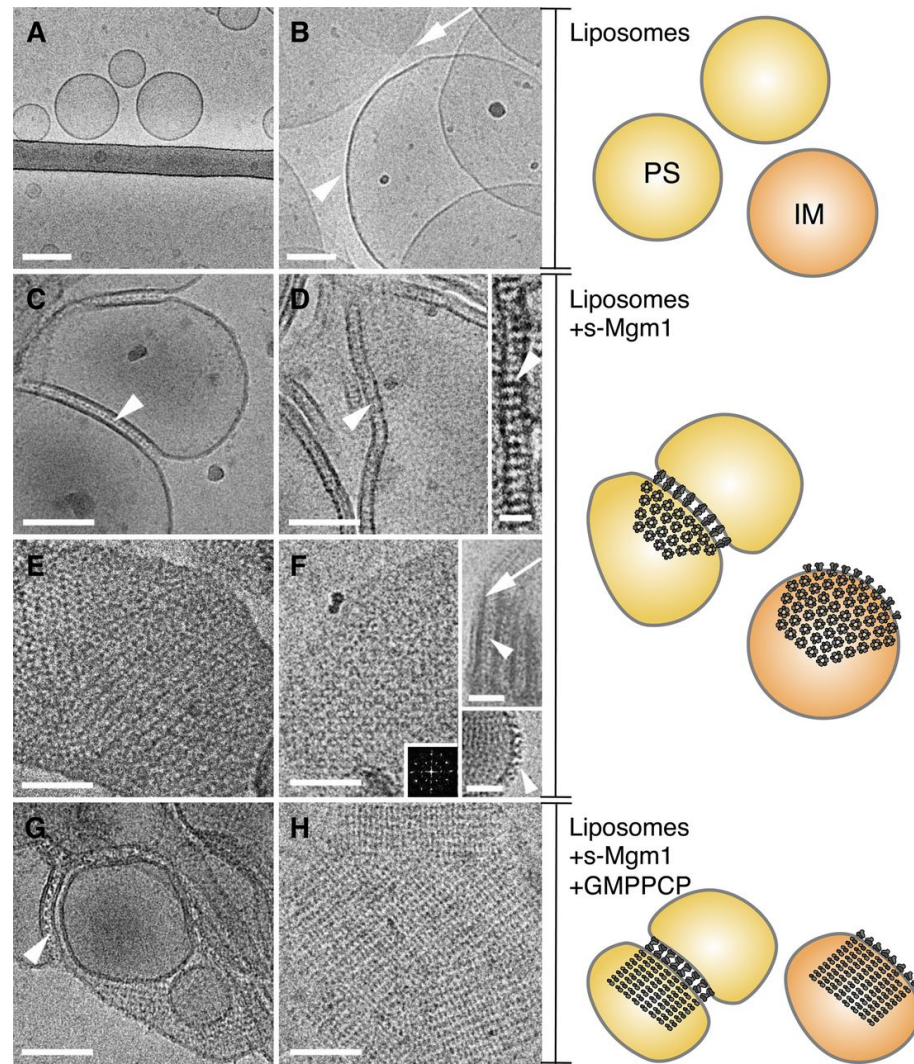 A
B
Liposomes
PS
IM
C
D
Liposomes
+s-Mgm1
E
F
G
H
Liposomes
+s-Mgm1
+GMPPCP